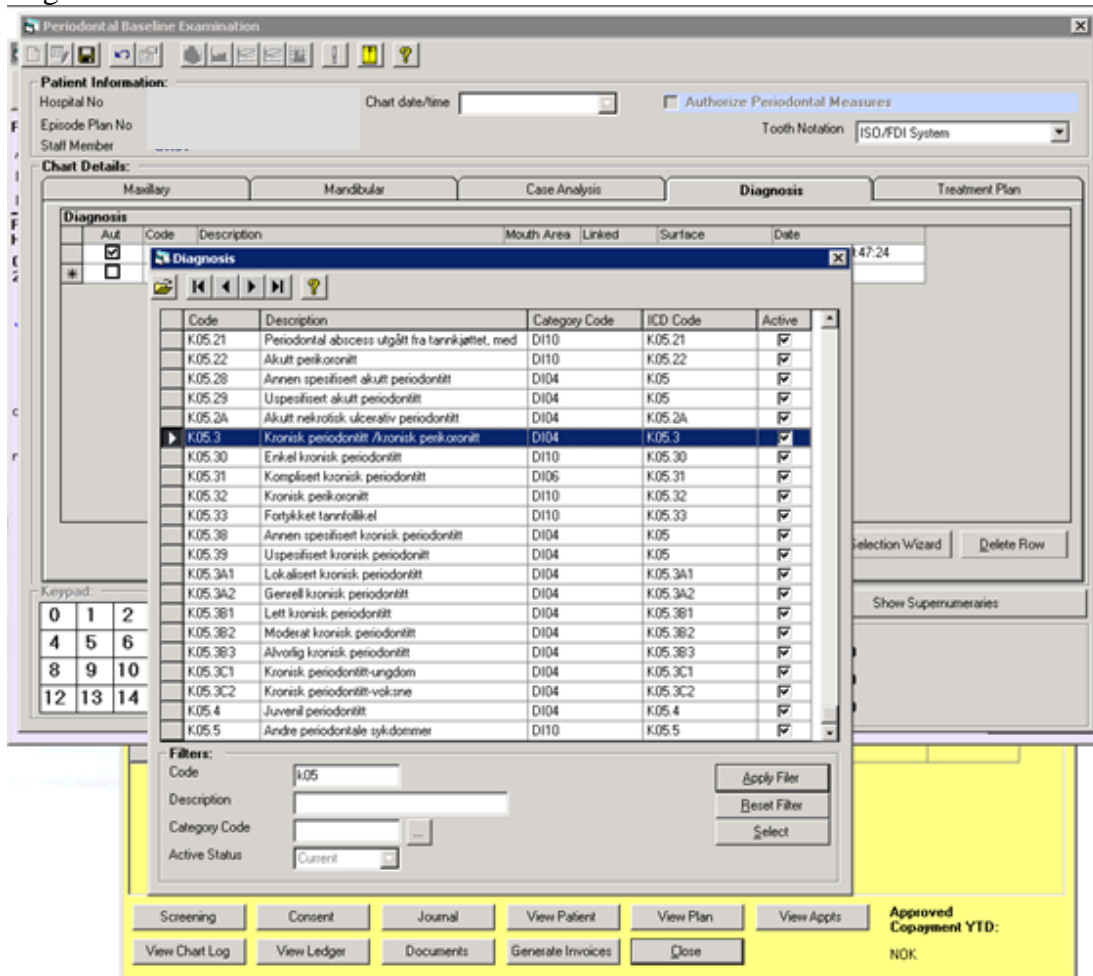 Periodontal Baseline Examination
Patient Information:
Hospital No
Chart date/time
Authorize Periodontal Measures
Episode Plan No
Tooth Notation ISO/FDI System
Staff Member
Chart Details:
Maxillary Mandibular Case Analysis Diagnosis Treatment Plan
Diagnosis
Aut Code Description Mouth Area Linked Surface Date
:47:24
Diagnosis
Code Description Category Code ICD Code Active
K05.21 Periodontal abscess utgått fra tannkjøttet, med DI10 K05.21
K05.22 Akutt perikoronitt DI10 K05.22
K05.28 Annen spesifisert akutt periodontitt DI04 K05
K05.29 Uspesifisert akutt periodontitt DI04 K05
K05.2A Akutt nekrotisk ulcerativ periodontitt DI04 K05.2A
K05.3 Kronisk periodontitt /kronisk perikoronitt DI04 K05.3
K05.30 Enkel kronisk periodontitt DI10 K05.30
K05.31 Komplisert kronisk periodontitt DI06 K05.31
K05.32 Kronisk perikoronitt DI10 K05.32
K05.33 Fortykket tannfollikel DI10 K05.33
K05.38 Annen spesifisert kronisk periodontitt DI04 K05
K05.39 Uspesifisert kronisk periodonitt DI04 K05
K05.3A1 Lokalisert kronisk periodontitt DI04 K05.3A1
K05.3A2 Genrell kronisk periodontitt DI04 K05.3A2
K05.3B1 Lett kronisk periodontitt DI04 K05.3B1
K05.3B2 Moderat kronisk periodontitt DI04 K05.3B2
K05.3B3 Alvorlig kronisk periodontitt DI04 K05.3B3
K05.3C1 Kronisk periodontitt-ungdom DI04 K05.3C1
K05.3C2 Kronisk periodontitt-voksne DI04 K05.3C2
K05.4 Juvenil periodontitt DI04 K05.4
K05.5 Andre periodontale sykdommer DI10 K05.5
Selection Wizard Delete Row
Keypad:
Show Supernumeraries
0 1 2
4 5 6
8 9 10
12 13 14
Filters:
Code k05
Apply Filer
Description
Reset Filter
Category Code ...
Select
Active Status Current
Screening Consent Journal View Patient View Plan View Appts
Approved
Copayment YTD:
View Chart Log View Ledger Documents Generate Invoices Close
NOK